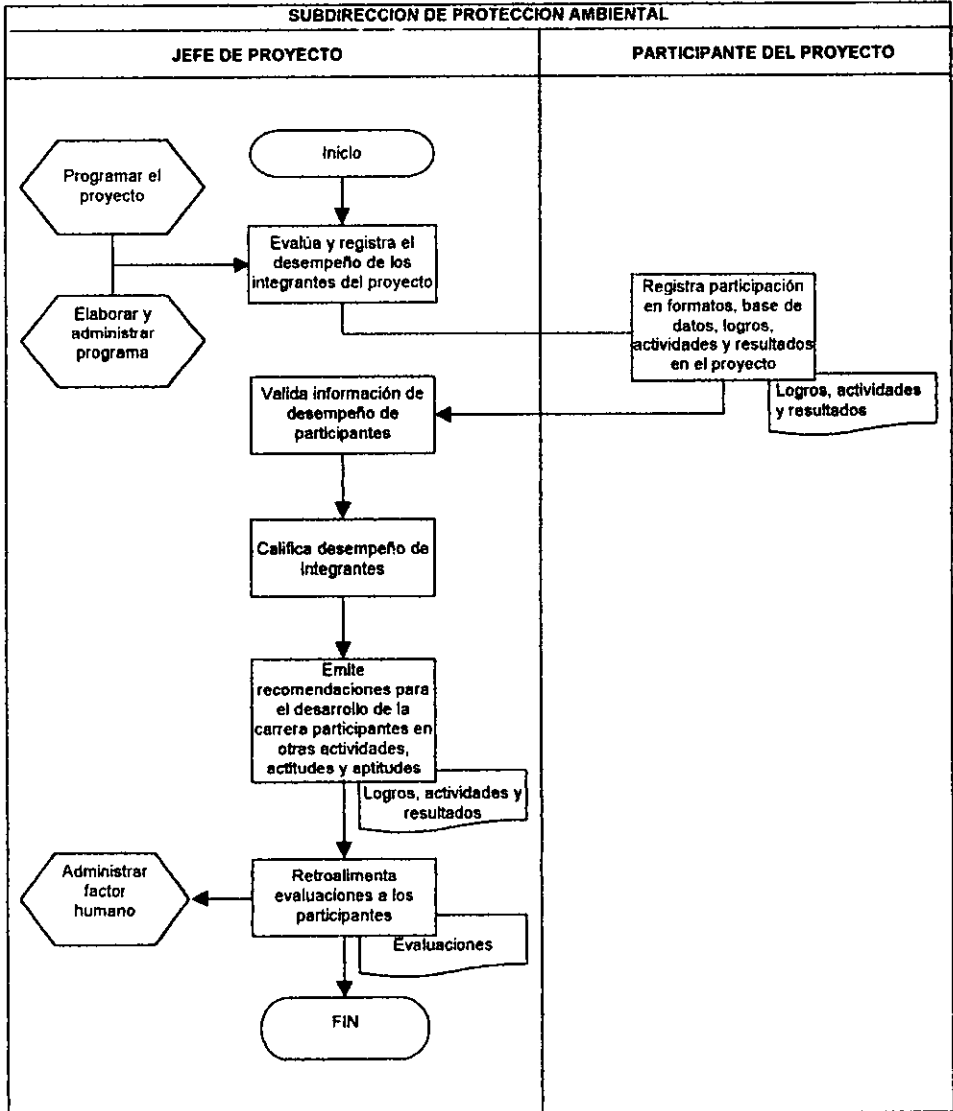 SUBDIRECCION DE PROTECCION AMBIENTAL
JEFE DE PROYECTO
PARTICIPANTE DEL PROYECTO
Inicio
Programar el
proyecto
Evalúa y registra el
desempeño de los
integrantes del proyecto
Elaborar y
administrar
programa
Registra participación
en formatos, base de
datos, logros,
actividades y resultados
en el proyecto
Logros, actividades
y resultados
Valida información de
desempeño de
participantes
Califica desempeño de
integrantes
Emite
recomendaciones para
el desarrollo de la
carrera participantes en
otras actividades,
actitudes y aptitudes
Logros, actividades y
resultados
Administrar
factor
humano
Retroalimenta
evaluaciones a los
participantes
Evaluaciones
FIN